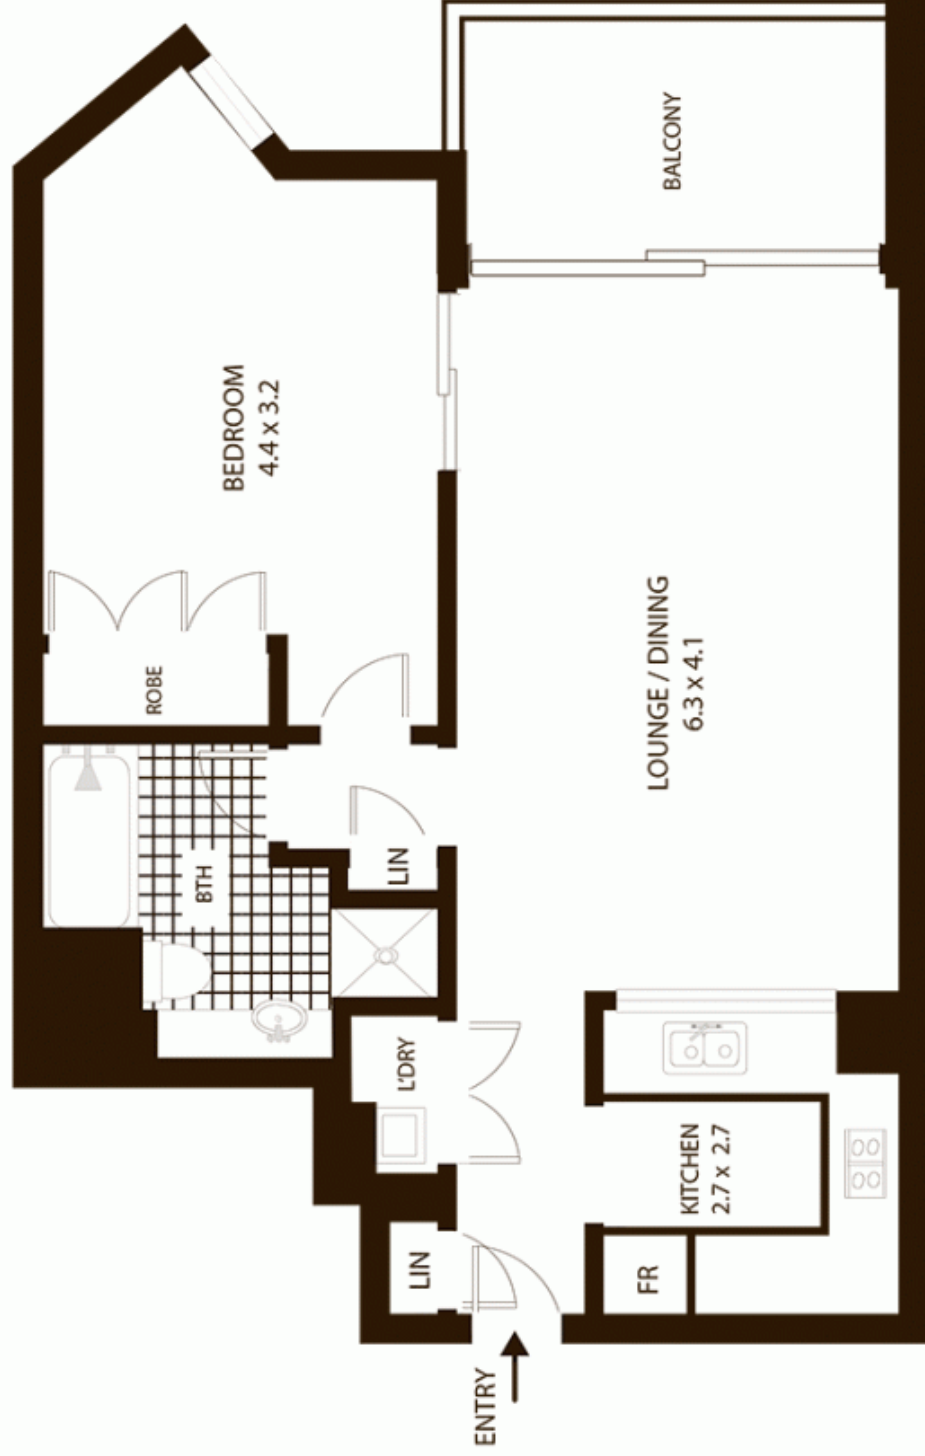 BALCONY
BEDROOM
4.4 x 3.2
LOUNGE / DINING
6.3 x 4.1
ROBE
BTH
LIN
L'DRY
KITCHEN
2.7 x 2.7
LIN
FR
ENTRY